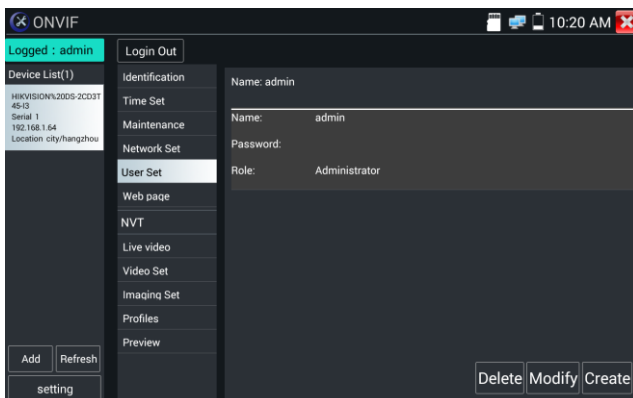 ONVIF
10:20 AM
Logged : admin
Login Out
Device List(1)
HIKVISION%20DS-2CD3T
45-I3
Serial 1
192.168.1.64
Location city/hangzhou
Identification
Time Set
Maintenance
Network Set
User Set
Web page
NVT
Live video
Video Set
Imaging Set
Profiles
Preview
Name: admin
Name: admin
Password:
Role: Administrator
Add
Refresh
setting
Delete
Modify
Create